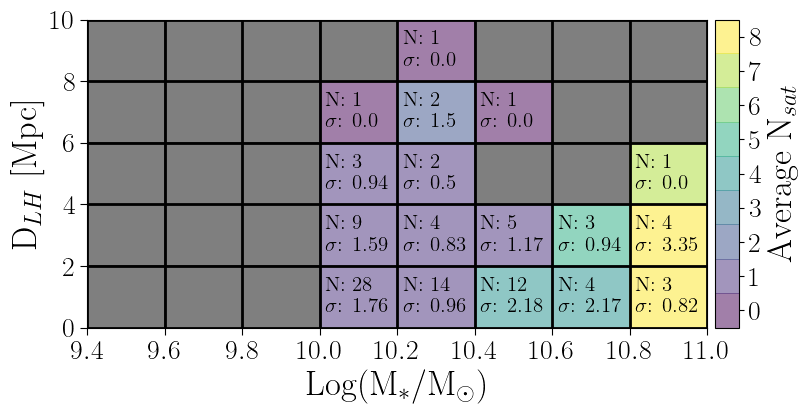 10
8
6
4
2
0
D_{LH} [Mpc]
N: 1
σ: 0.0
N: 1
σ: 0.0
N: 2
σ: 1.5
N: 1
σ: 0.0
N: 3
σ: 0.94
N: 2
σ: 0.5
N: 1
σ: 0.0
N: 9
σ: 1.59
N: 4
σ: 0.83
N: 5
σ: 1.17
N: 3
σ: 0.94
N: 4
σ: 3.35
N: 28
σ: 1.76
N: 14
σ: 0.96
N: 12
σ: 2.18
N: 4
σ: 2.17
N: 3
σ: 0.82
9.4 9.6 9.8 10.0 10.2 10.4 10.6 10.8 11.0
Log(M_*/M_⊙)
8
7
6
5
4
3
2
1
0
Average N_{sat}